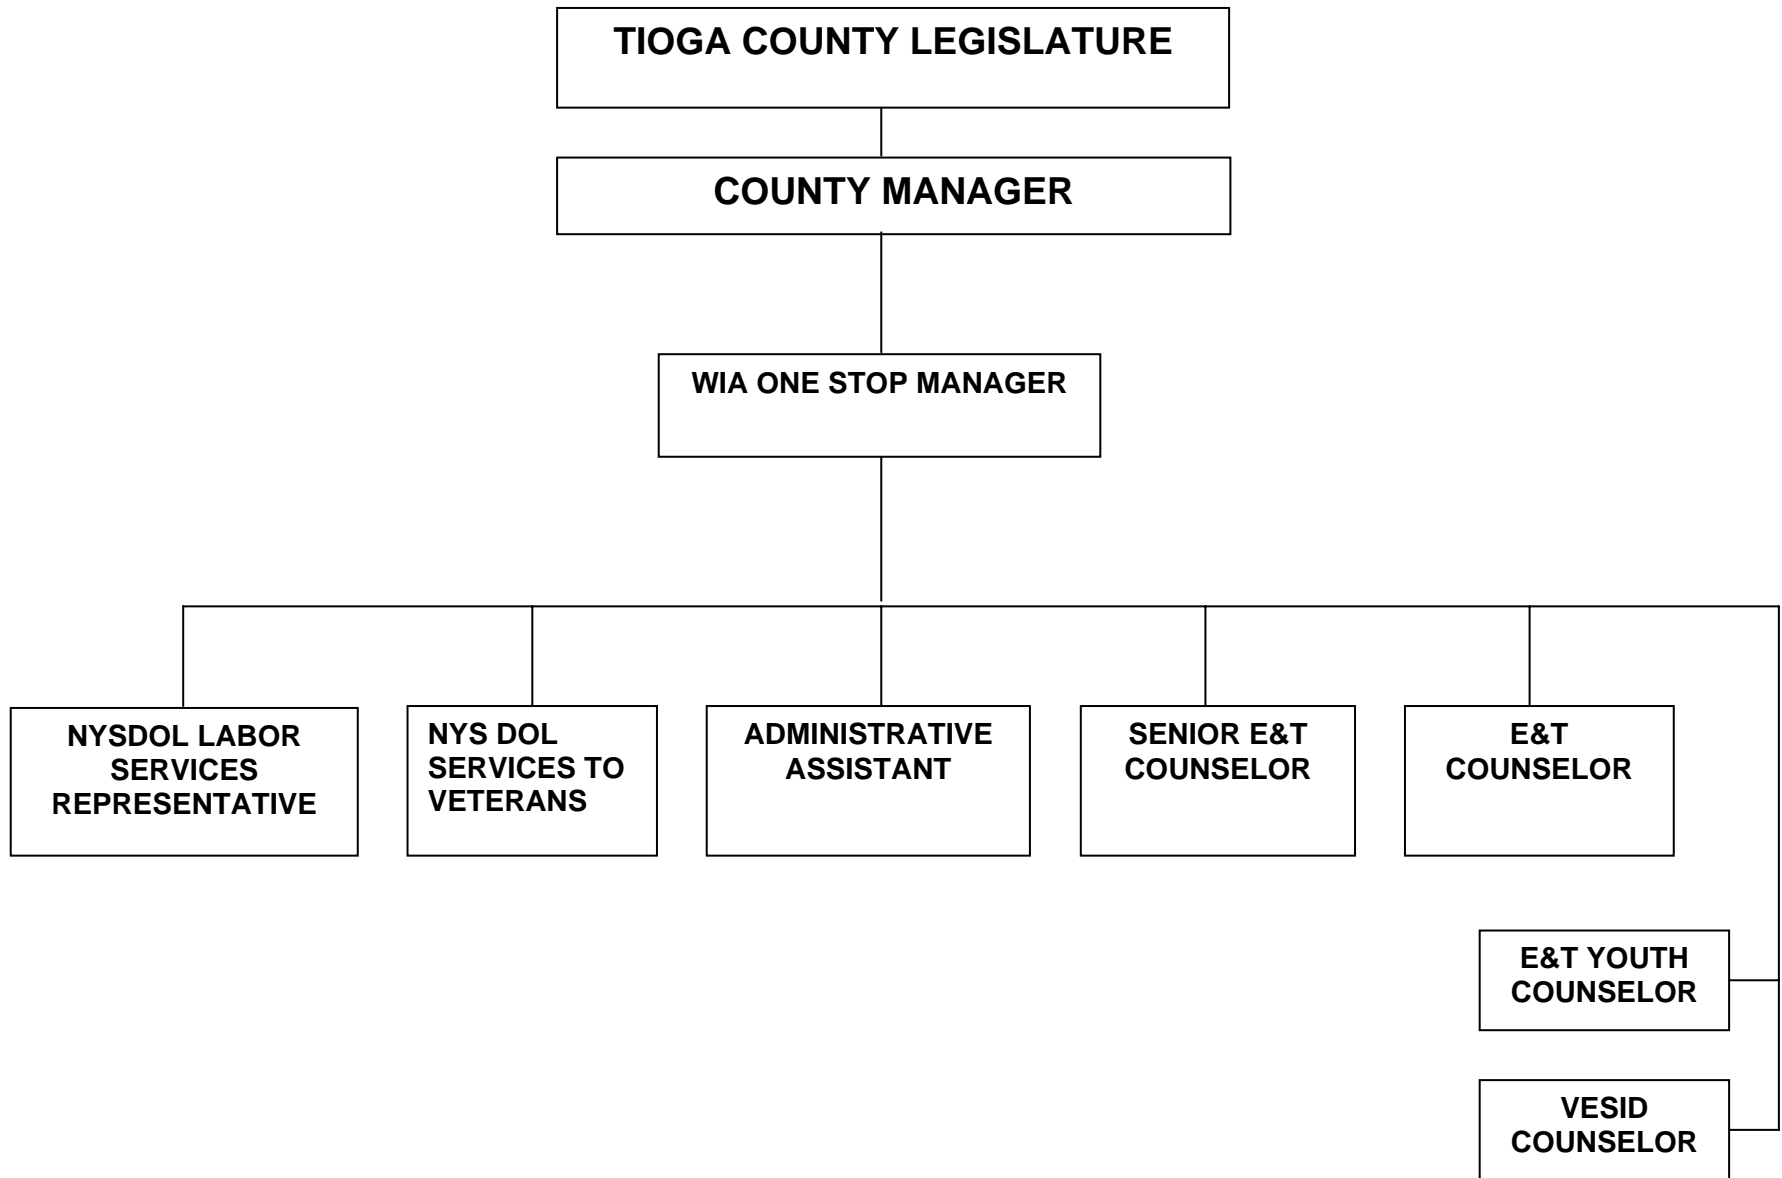 TIOGA COUNTY LEGISLATURE
COUNTY MANAGER
WIA ONE STOP MANAGER
NYSDOL LABOR
SERVICES
REPRESENTATIVE
NYS DOL
SERVICES TO
VETERANS
ADMINISTRATIVE
ASSISTANT
SENIOR E&T
COUNSELOR
E&T
COUNSELOR
E&T YOUTH
COUNSELOR
VESID
COUNSELOR